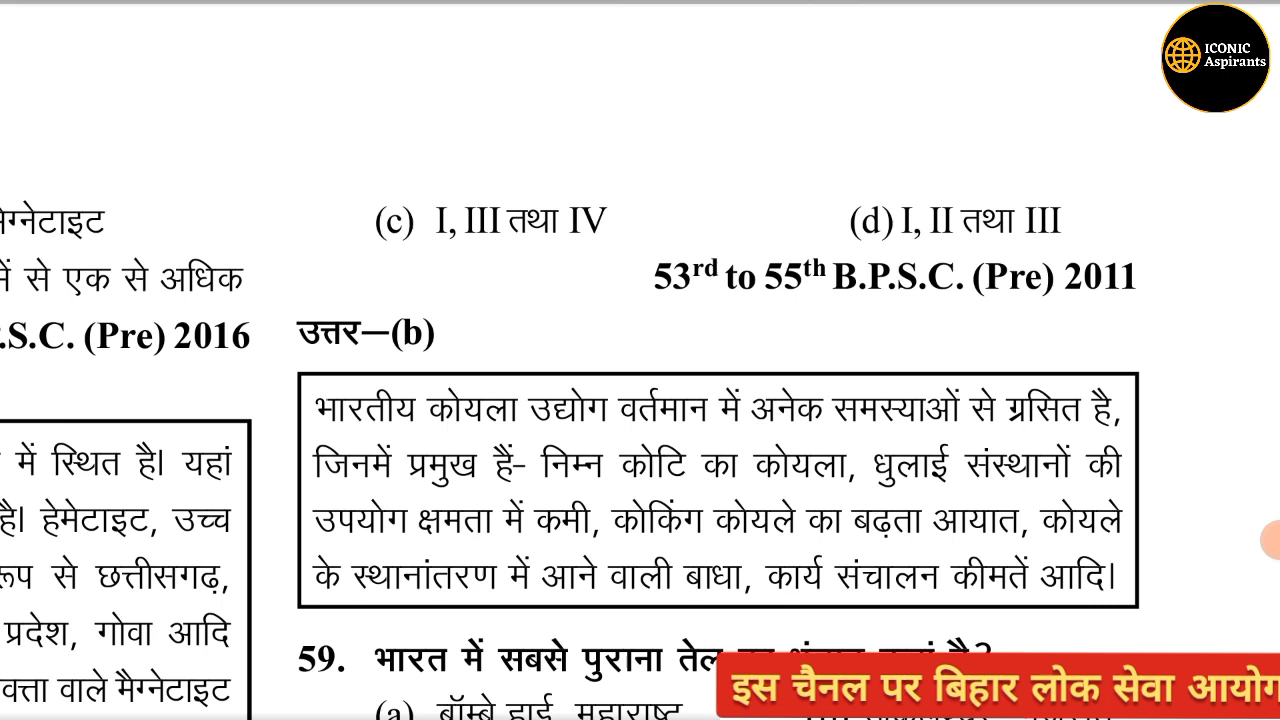 ICONIC
Aspirants
मैग्नेटाइट
में से एक से अधिक
.S.C. (Pre) 2016
में स्थित है। यहां
है। हेमेटाइट, उच्च
रूप से छत्तीसगढ़,
प्रदेश, गोवा आदि
वत्ता वाले मैग्नेटाइट
(c) I, III तथा IV (d) I, II तथा III
53rd to 55th B.P.S.C. (Pre) 2011
उत्तर—(b)
भारतीय कोयला उद्योग वर्तमान में अनेक समस्याओं से ग्रसित है,
जिनमें प्रमुख हैं- निम्न कोटि का कोयला, धुलाई संस्थानों की
उपयोग क्षमता में कमी, कोकिंग कोयले का बढ़ता आयात, कोयले
के स्थानांतरण में आने वाली बाधा, कार्य संचालन कीमतें आदि।
59. भारत में सबसे पुराना तेल
(a) बॉम्बे हाई, महाराष्ट्र
इस चैनल पर बिहार लोक सेवा आयोग